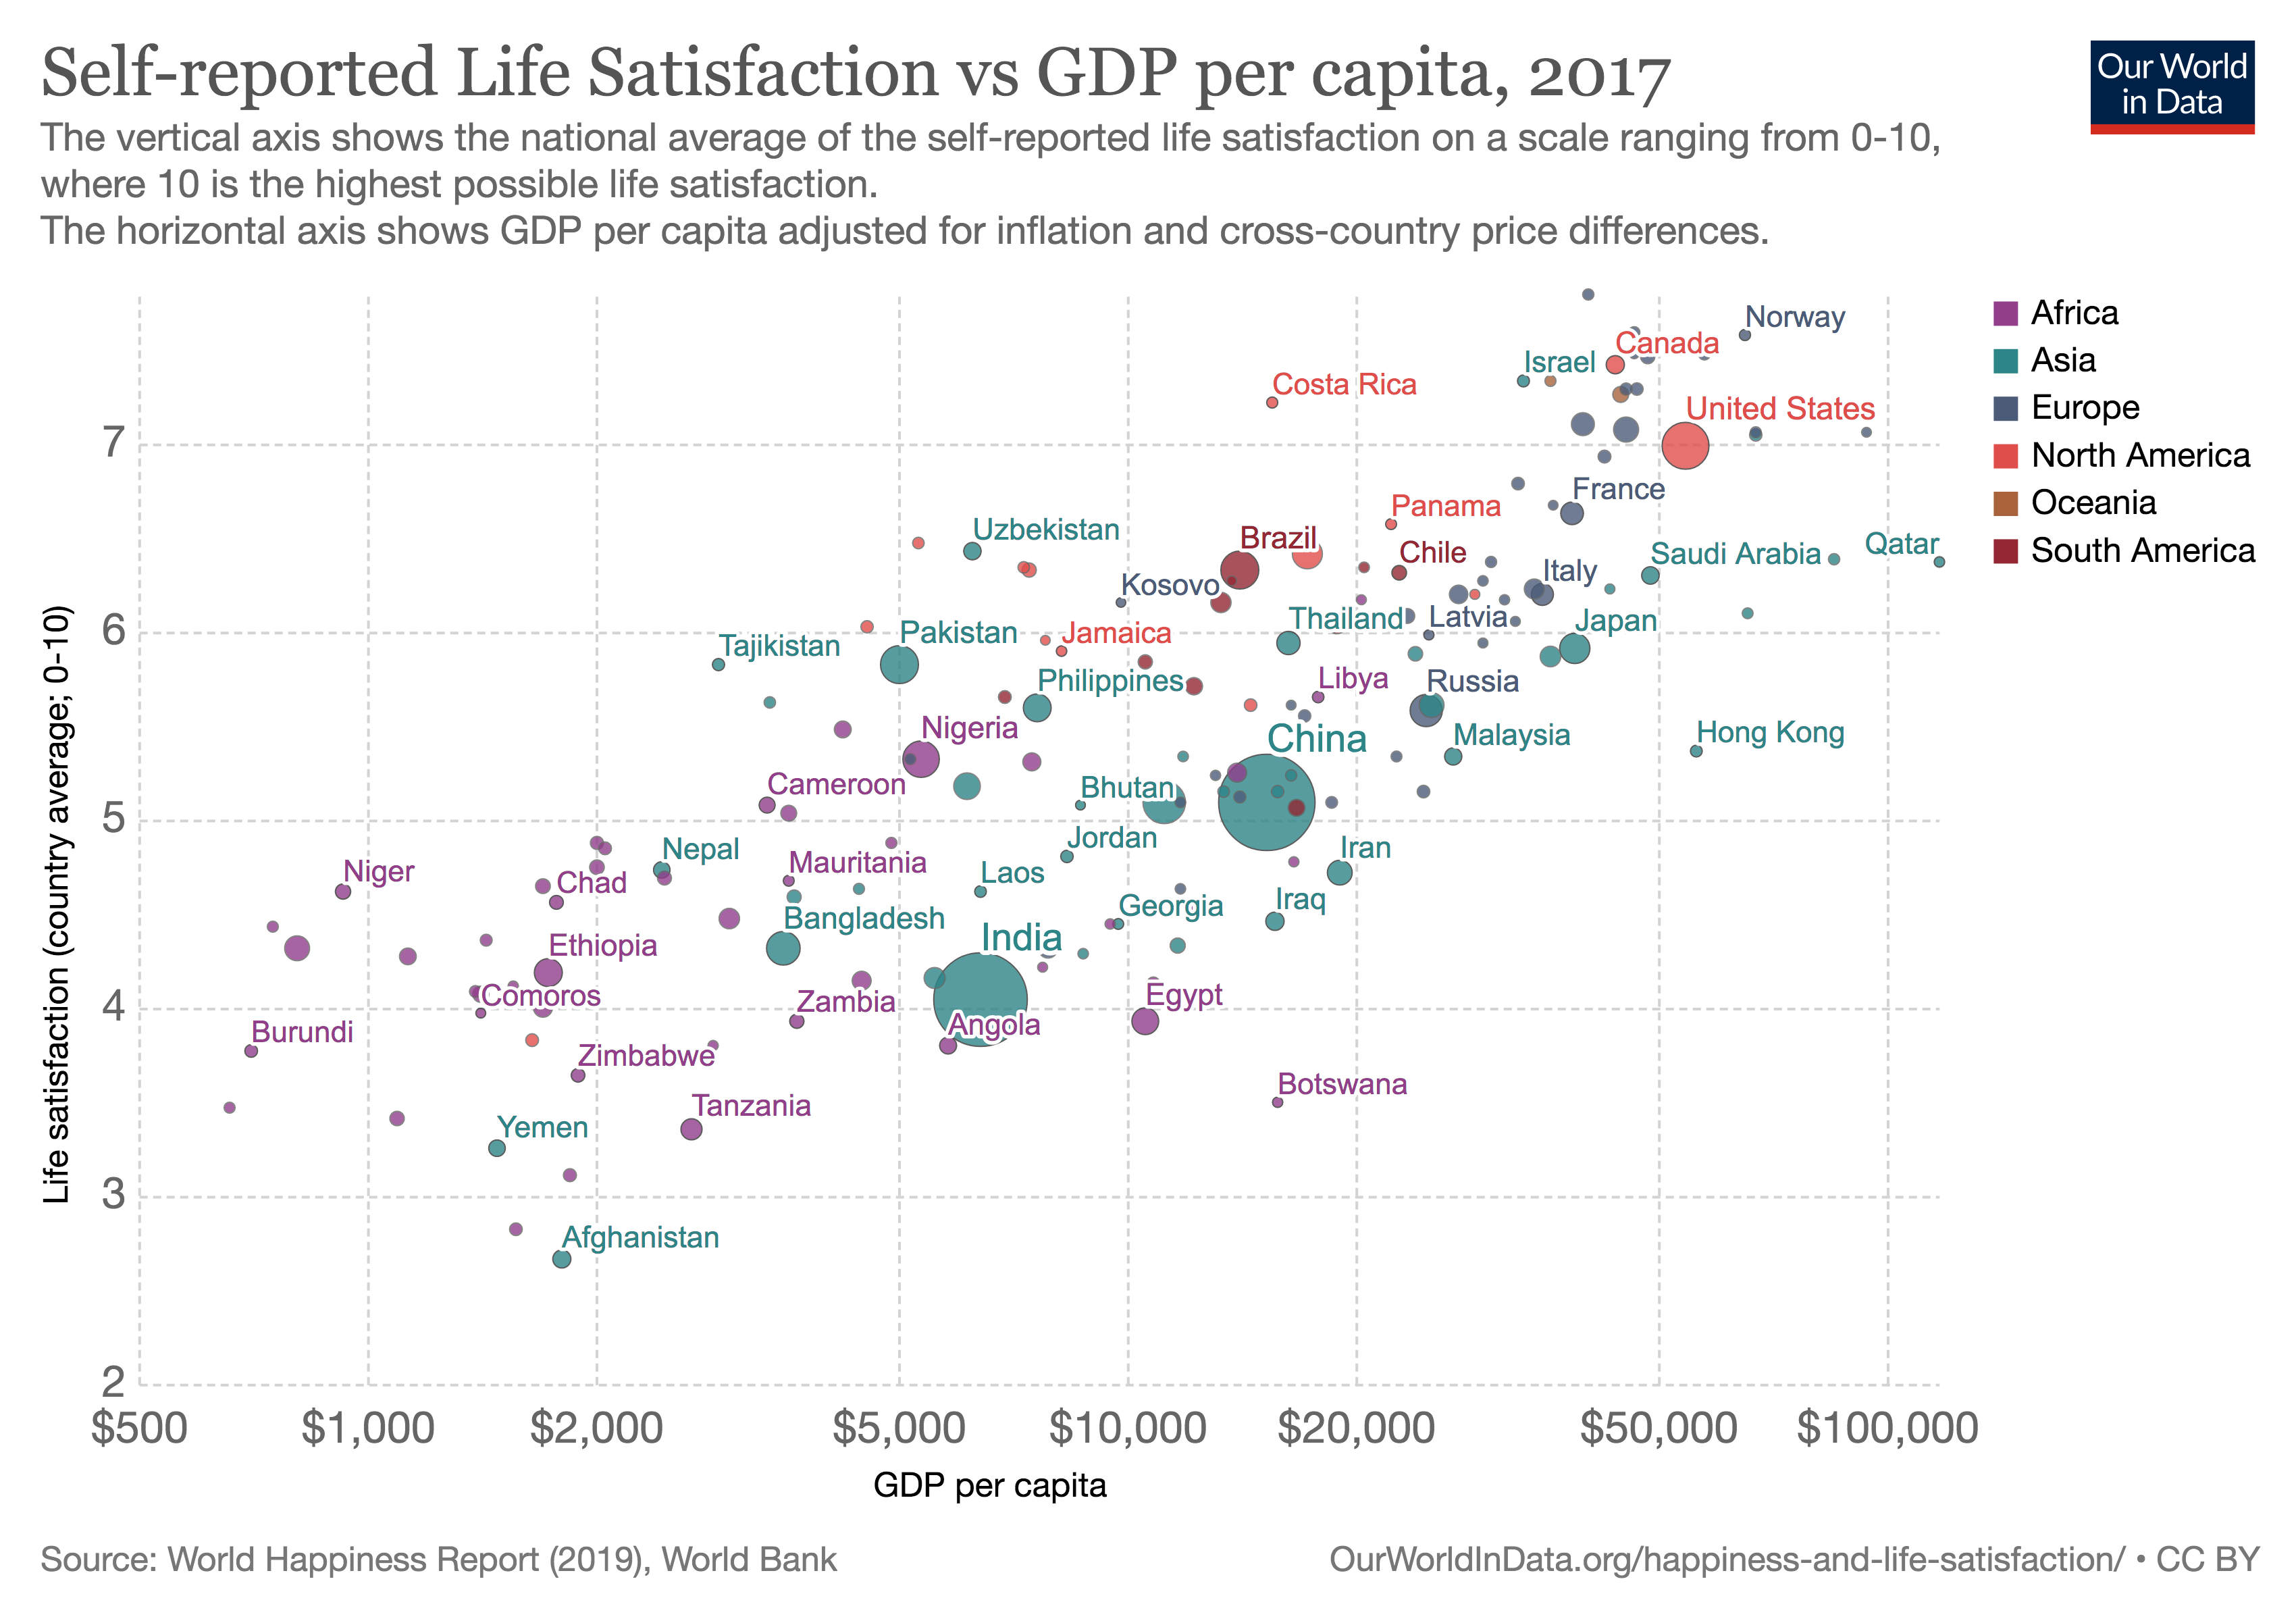 Self-reported Life Satisfaction vs GDP per capita, 2017
Our World
in Data
The vertical axis shows the national average of the self-reported life satisfaction on a scale ranging from 0-10,
where 10 is the highest possible life satisfaction.
The horizontal axis shows GDP per capita adjusted for inflation and cross-country price differences.
Africa
Asia
Europe
North America
Oceania
South America
Life satisfaction (country average; 0-10)
7
6
5
4
3
2
Norway
Canada
Israel
Costa Rica
United States
France
Panama
Uzbekistan
Brazil
Chile
Saudi Arabia
Qatar
Italy
Kosovo
Thailand
Latvia
Japan
Pakistan
Jamaica
Tajikistan
Philippines
Libya
Russia
Nigeria
China
Malaysia
Hong Kong
Cameroon
Bhutan
Jordan
Nepal
Iran
Mauritania
Niger
Chad
Laos
Georgia
Iraq
Bangladesh
India
Ethiopia
Comoros
Zambia
Egypt
Angola
Burundi
Zimbabwe
Botswana
Tanzania
Yemen
Afghanistan
$500
$1,000
$2,000
$5,000
$10,000
$20,000
$50,000
$100,000
GDP per capita
Source: World Happiness Report (2019), World Bank
OurWorldInData.org/happiness-and-life-satisfaction/ • CC BY